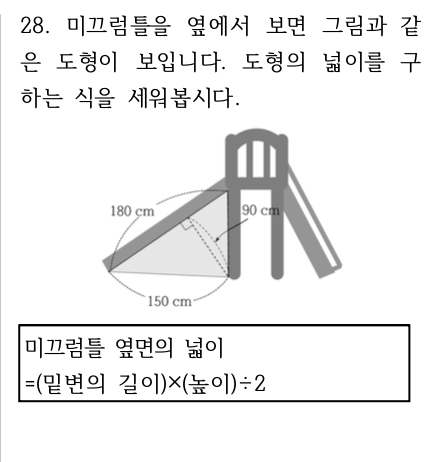 28. 미끄럼틀을 옆에서 보면 그림과 같
은 도형이 보입니다. 도형의 넓이를 구
하는 식을 세워봅시다.
180 cm
90 cm
150 cm
미끄럼틀 옆면의 넓이
=(밑변의 길이)×(높이)÷2